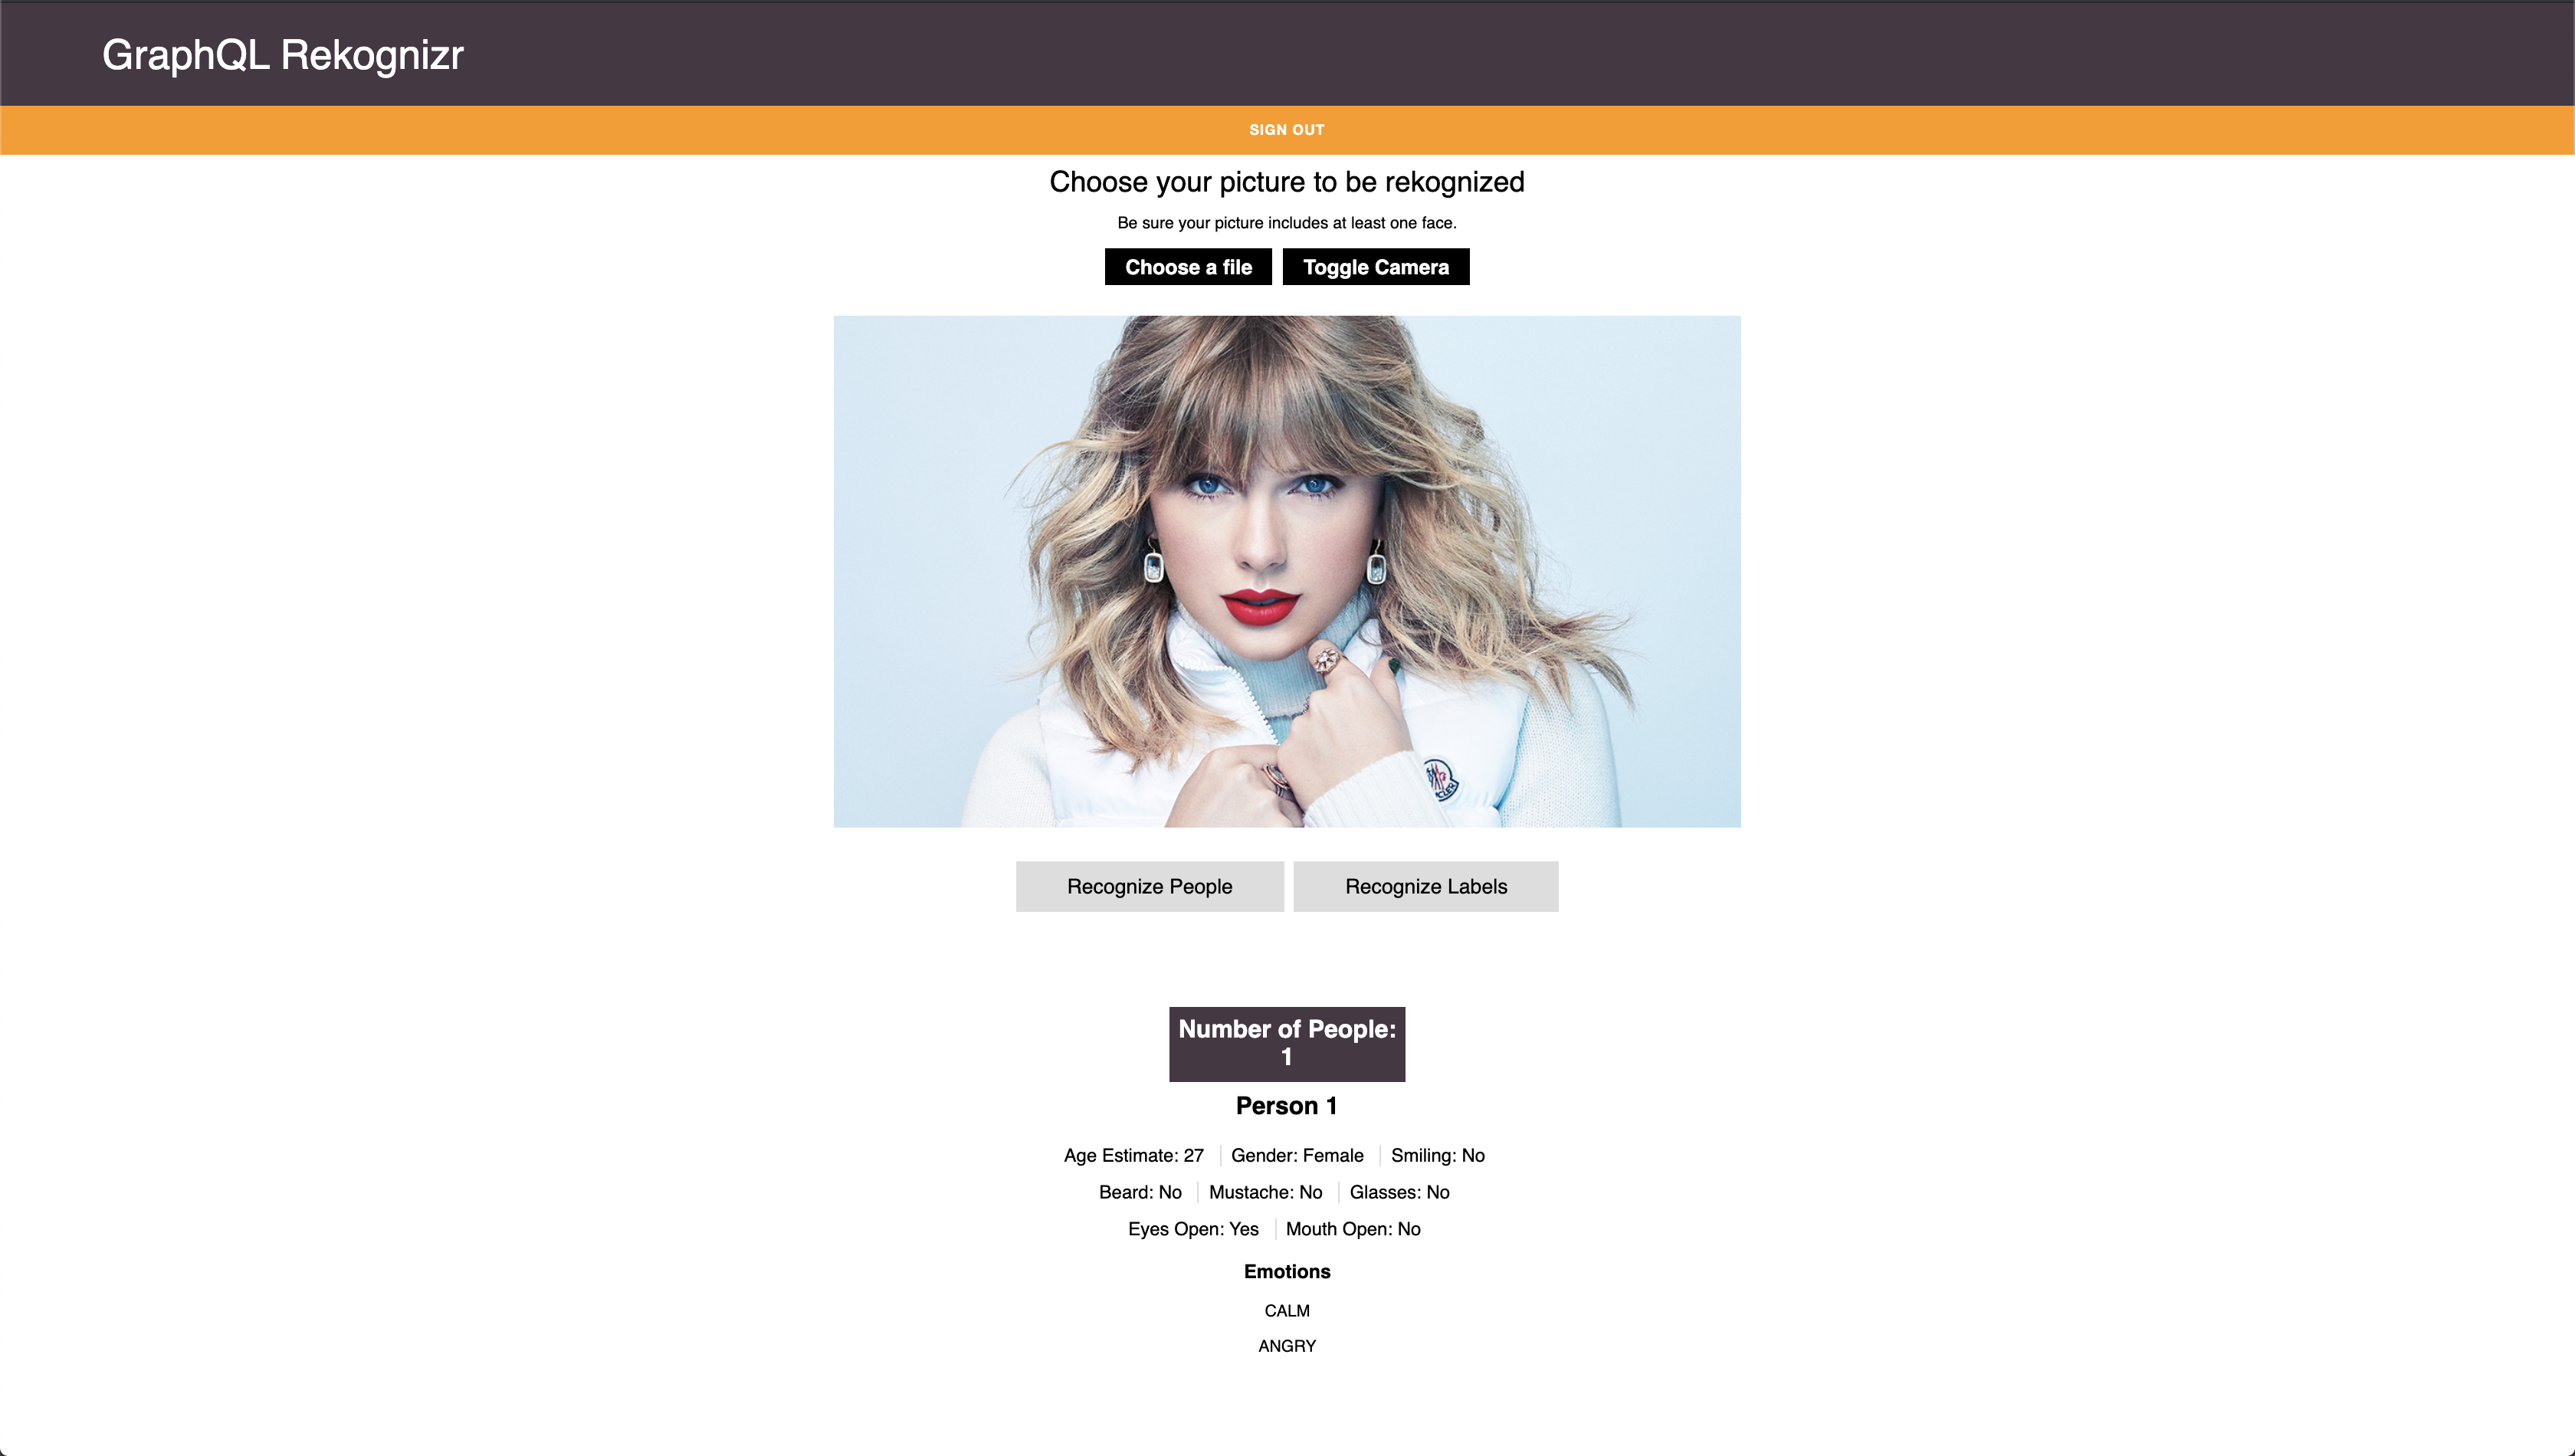 GraphQL Rekognizr
SIGN OUT
Choose your picture to be rekognized
Be sure your picture includes at least one face.
Choose a file
Toggle Camera
Recognize People
Recognize Labels
Number of People:
1
Person 1
Age Estimate: 27
Gender: Female
Smiling: No
Beard: No
Mustache: No
Glasses: No
Eyes Open: Yes
Mouth Open: No
Emotions
CALM
ANGRY